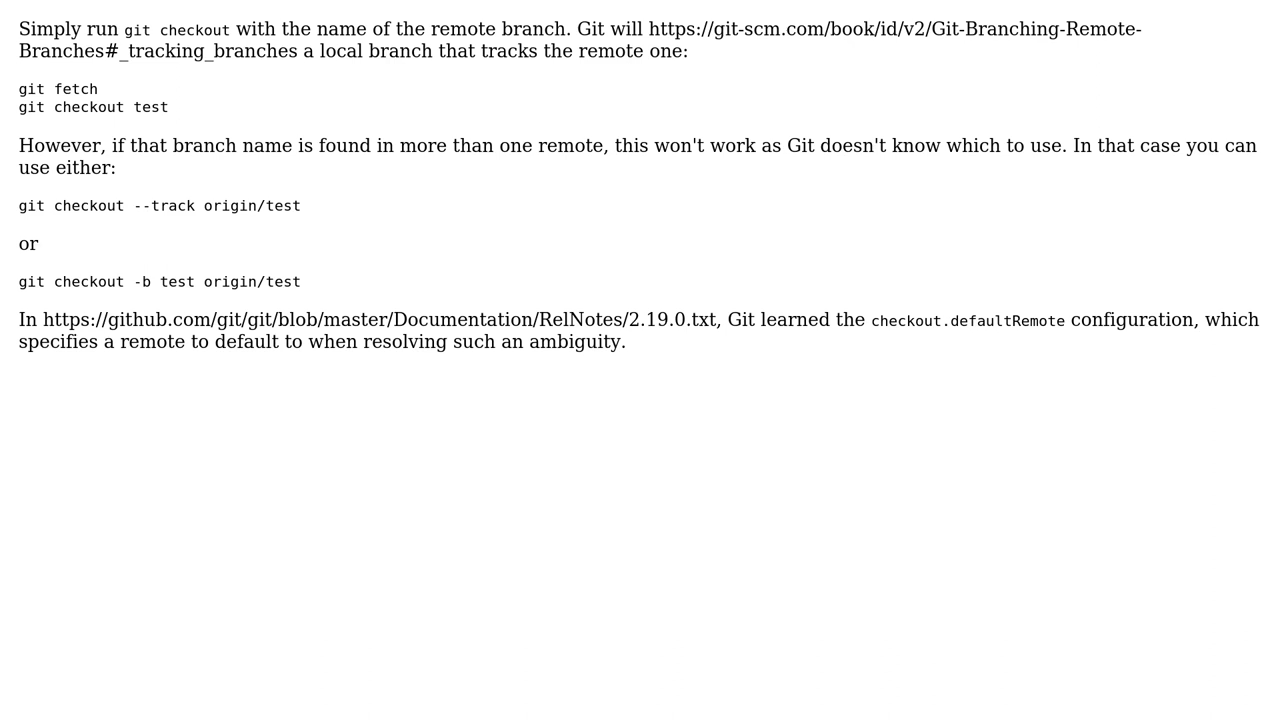 Simply run git checkout with the name of the remote branch. Git will https://git-scm.com/book/id/v2/Git-Branching-Remote-
Branches#_tracking_branches a local branch that tracks the remote one:
git fetch
git checkout test
However, if that branch name is found in more than one remote, this won't work as Git doesn't know which to use. In that case you can
use either:
git checkout --track origin/test
or
git checkout -b test origin/test
In https://github.com/git/git/blob/master/Documentation/RelNotes/2.19.0.txt, Git learned the checkout.defaultRemote configuration, which
specifies a remote to default to when resolving such an ambiguity.